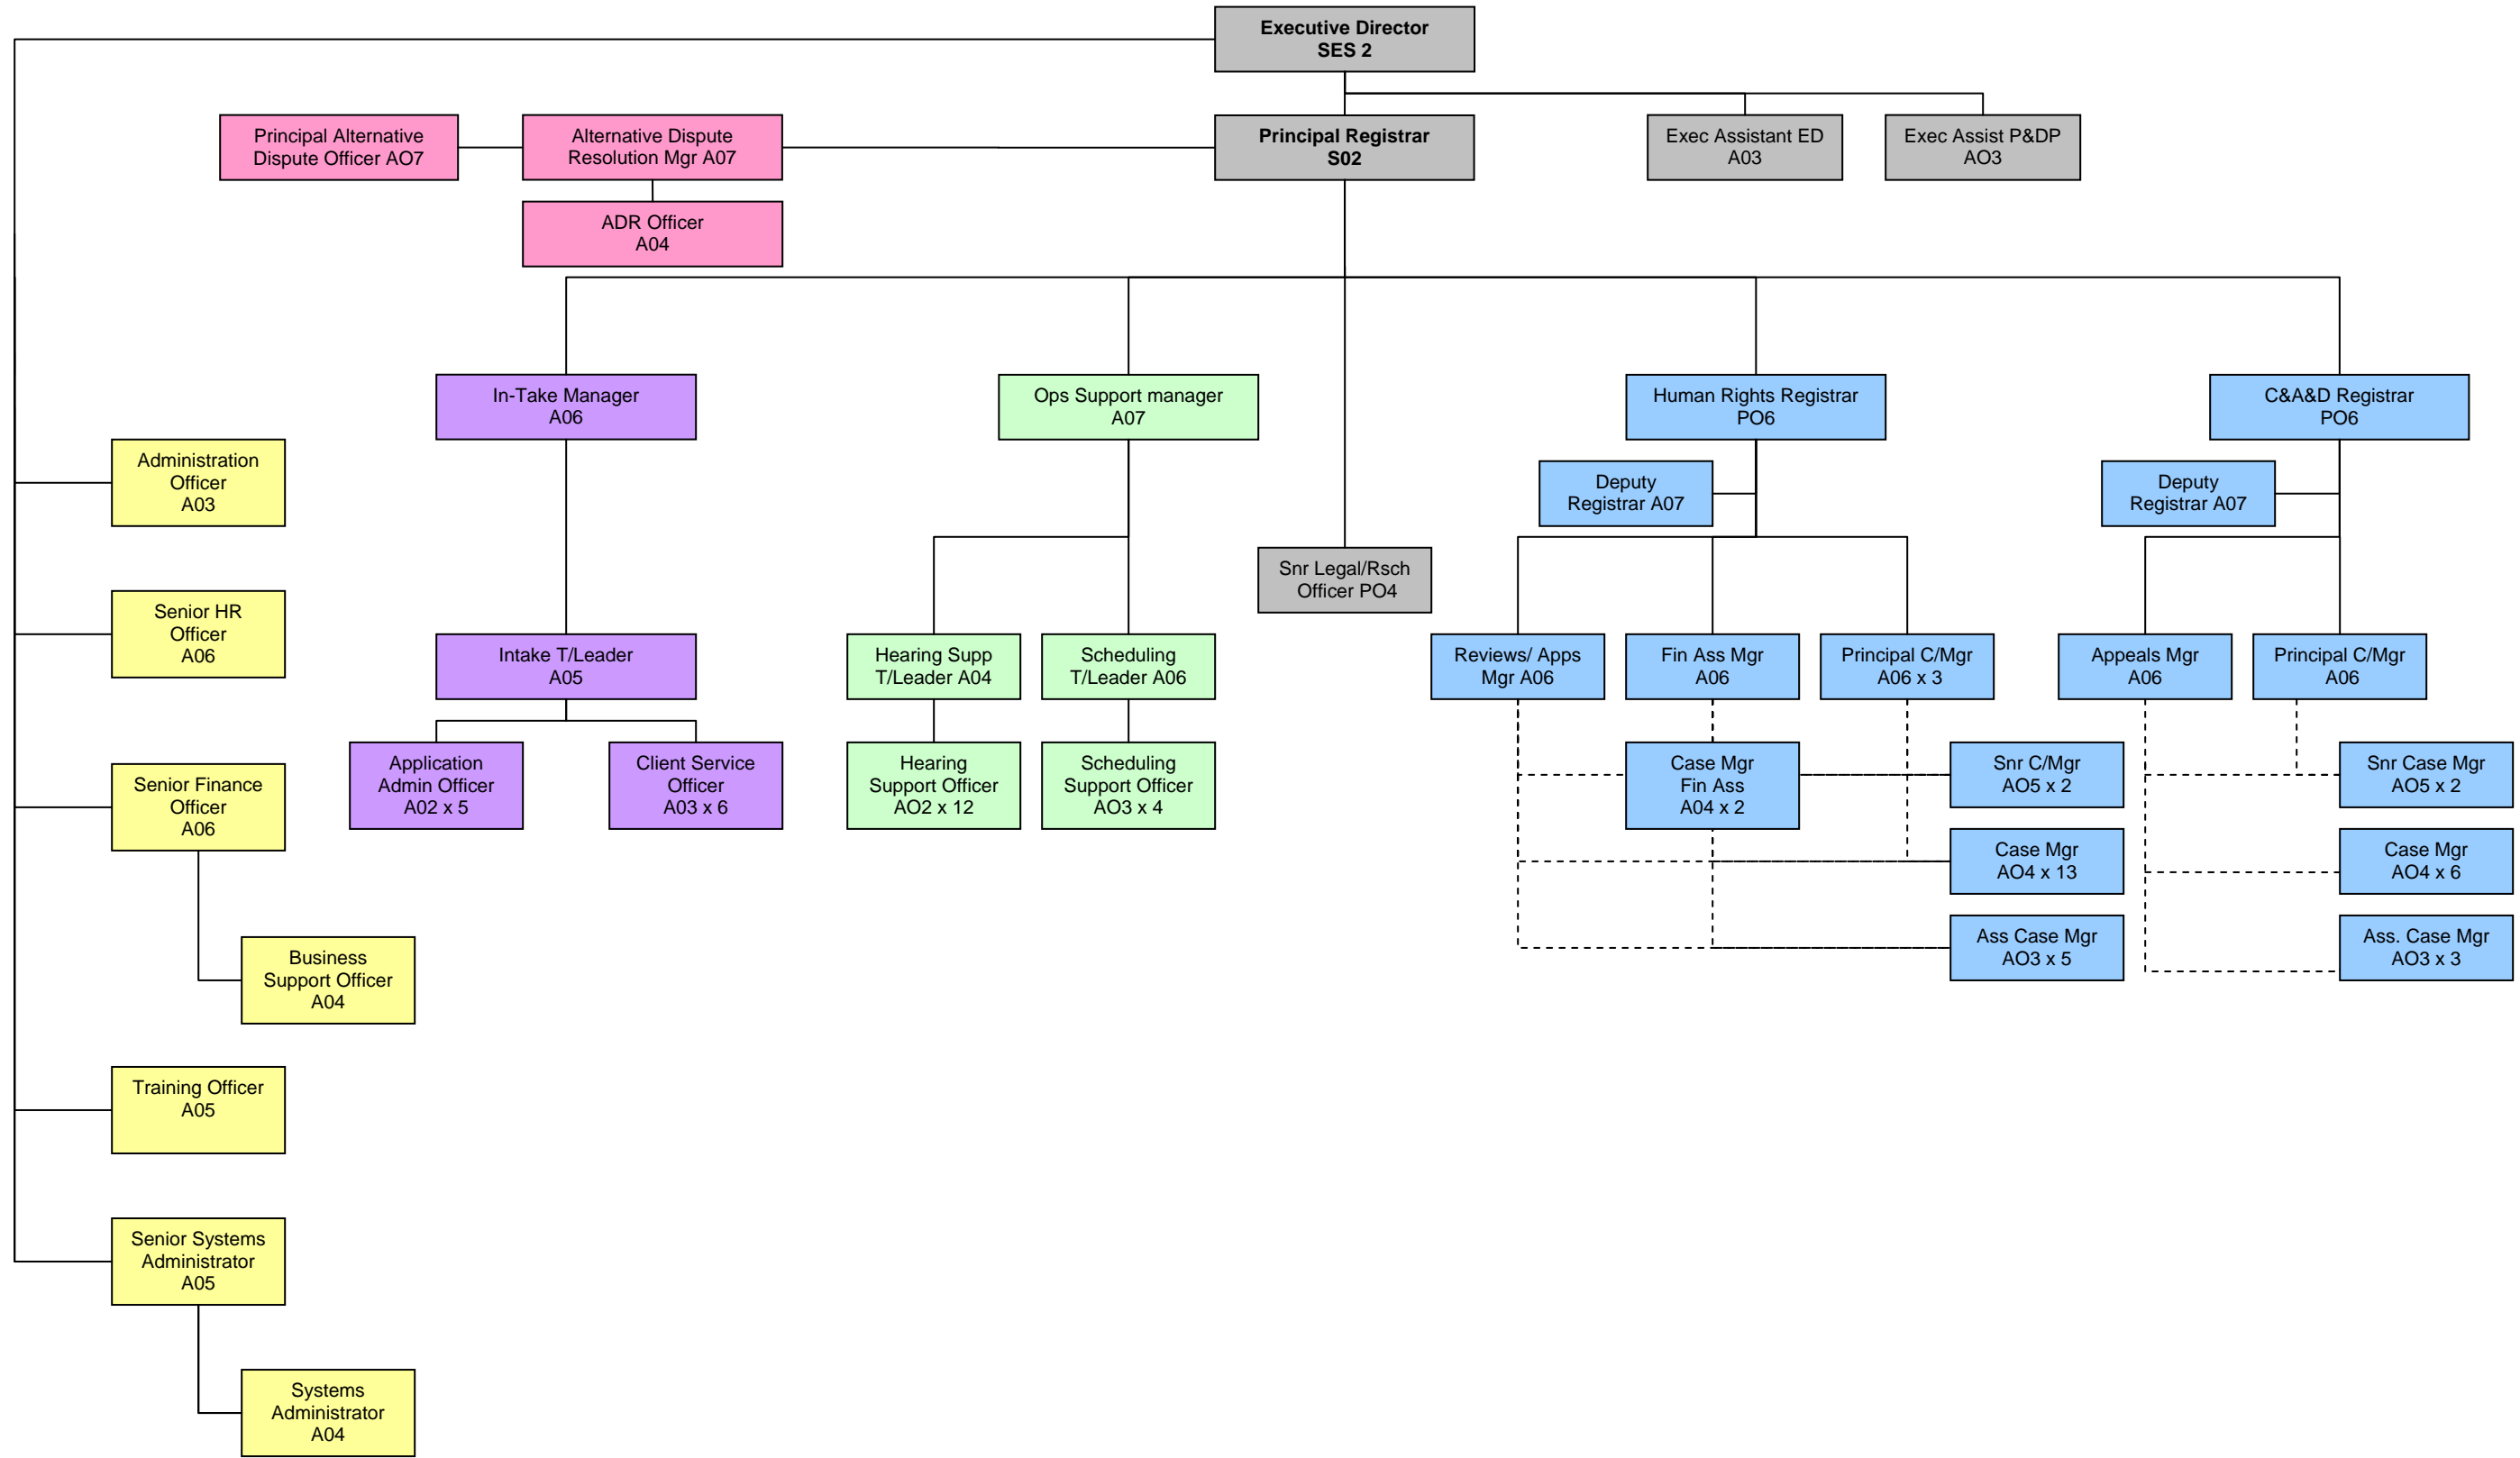 Executive Director
SES 2
Principal Alternative
Dispute Officer AO7
Alternative Dispute
Resolution Mgr A07
Principal Registrar
S02
Exec Assistant ED
A03
Exec Assist P&DP
AO3
ADR Officer
A04
In-Take Manager
A06
Ops Support manager
A07
Human Rights Registrar
PO6
C&A&D Registrar
PO6
Administration
Officer
A03
Deputy
Registrar A07
Deputy
Registrar A07
Snr Legal/Rsch
Officer PO4
Senior HR
Officer
A06
Intake T/Leader
A05
Hearing Supp
T/Leader A04
Scheduling
T/Leader A06
Reviews/ Apps
Mgr A06
Fin Ass Mgr
A06
Principal C/Mgr
A06 x 3
Appeals Mgr
A06
Principal C/Mgr
A06
Senior Finance
Officer
A06
Application
Admin Officer
A02 x 5
Client Service
Officer
A03 x 6
Hearing
Support Officer
AO2 x 12
Scheduling
Support Officer
AO3 x 4
Case Mgr
Fin Ass
A04 x 2
Snr C/Mgr
AO5 x 2
Snr Case Mgr
AO5 x 2
Case Mgr
AO4 x 13
Case Mgr
AO4 x 6
Business
Support Officer
A04
Ass Case Mgr
AO3 x 5
Ass. Case Mgr
AO3 x 3
Training Officer
A05
Senior Systems
Administrator
A05
Systems
Administrator
A04